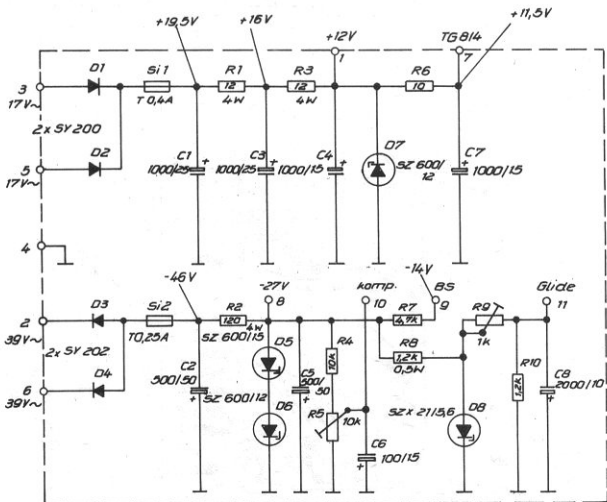 +19,5V
+16V
+12V
TG 8/4
+11,5V
1
7
D1
Si1
R1
R3
R6
3
17V~
T 0,4A
12
4W
12
4W
10
2 x SY 200
D2
C1
1000/25
+
C3
1000/25
+
C4
1000/15
+
D7
SZ 600/
12
C7
1000/15
+
5
17V~
4
-46V
-27V
8
komp.
10
-14V
BS
9
Glide
11
D3
Si2
R2
R7
R9
2
39V~
T0,25A
120
4W
4,7k
1k
2 x SY 202
SZ 600/15
D5
R4
10k
R8
1,2k
0,5W
D4
C2
500/50
+
SZ 600/12
C5
500/
50
+
R10
1,2k
C8
2000/10
+
6
39V~
D6
R5
10k
SZX 21/5,6
D8
C6
100/15
+